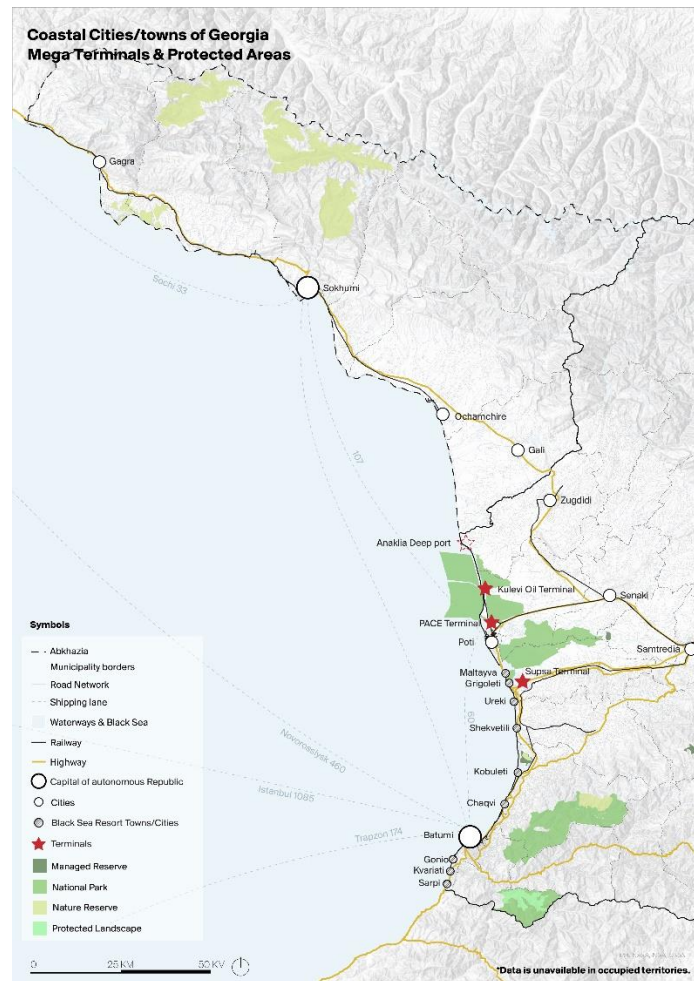 Coastal Cities/towns of Georgia
Mega Terminals & Protected Areas
Gagra
Sochi 33
Sokhumi
Ochamchire
107
Gali
Zugdidi
Anaklia Deep port
Kulevi Oil Terminal
Senaki
PACE Terminal
Poti
Samtredia
Maltayva
Supsa Terminal
Grigoleti
Ureki
60
Shekvetili
Novorossiysk 460
Kobuleti
Istanbul 1085
Cheqvi
Trapzon 174
Batumi
Gonio
Kvariati
Sarpi
Symbols
Abkhazia
Municipality borders
Road Network
Shipping lane
Waterways & Black Sea
Railway
Highway
Capital of autonomous Republic
Cities
Black Sea Resort Towns/Cities
Terminals
Managed Reserve
National Park
Nature Reserve
Protected Landscape
0 25 KM 50 KV
*Data is unavailable in occupied territories.